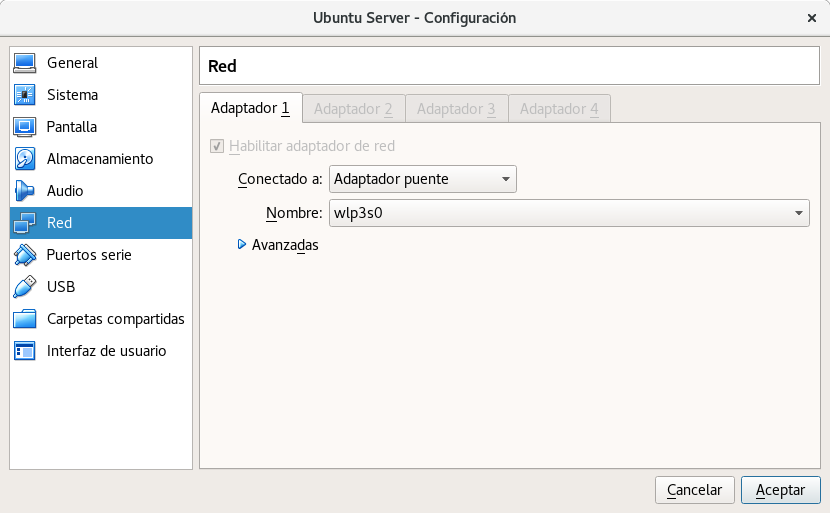 Ubuntu Server - Configuración
General
Sistema
Pantalla
Almacenamiento
Audio
Red
Puertos serie
USB
Carpetas compartidas
Interfaz de usuario
Red
Adaptador 1 Adaptador 2 Adaptador 3 Adaptador 4
Habilitar adaptador de red
Conectado a: Adaptador puente
Nombre: wlp3s0
Avanzadas
Cancelar Aceptar